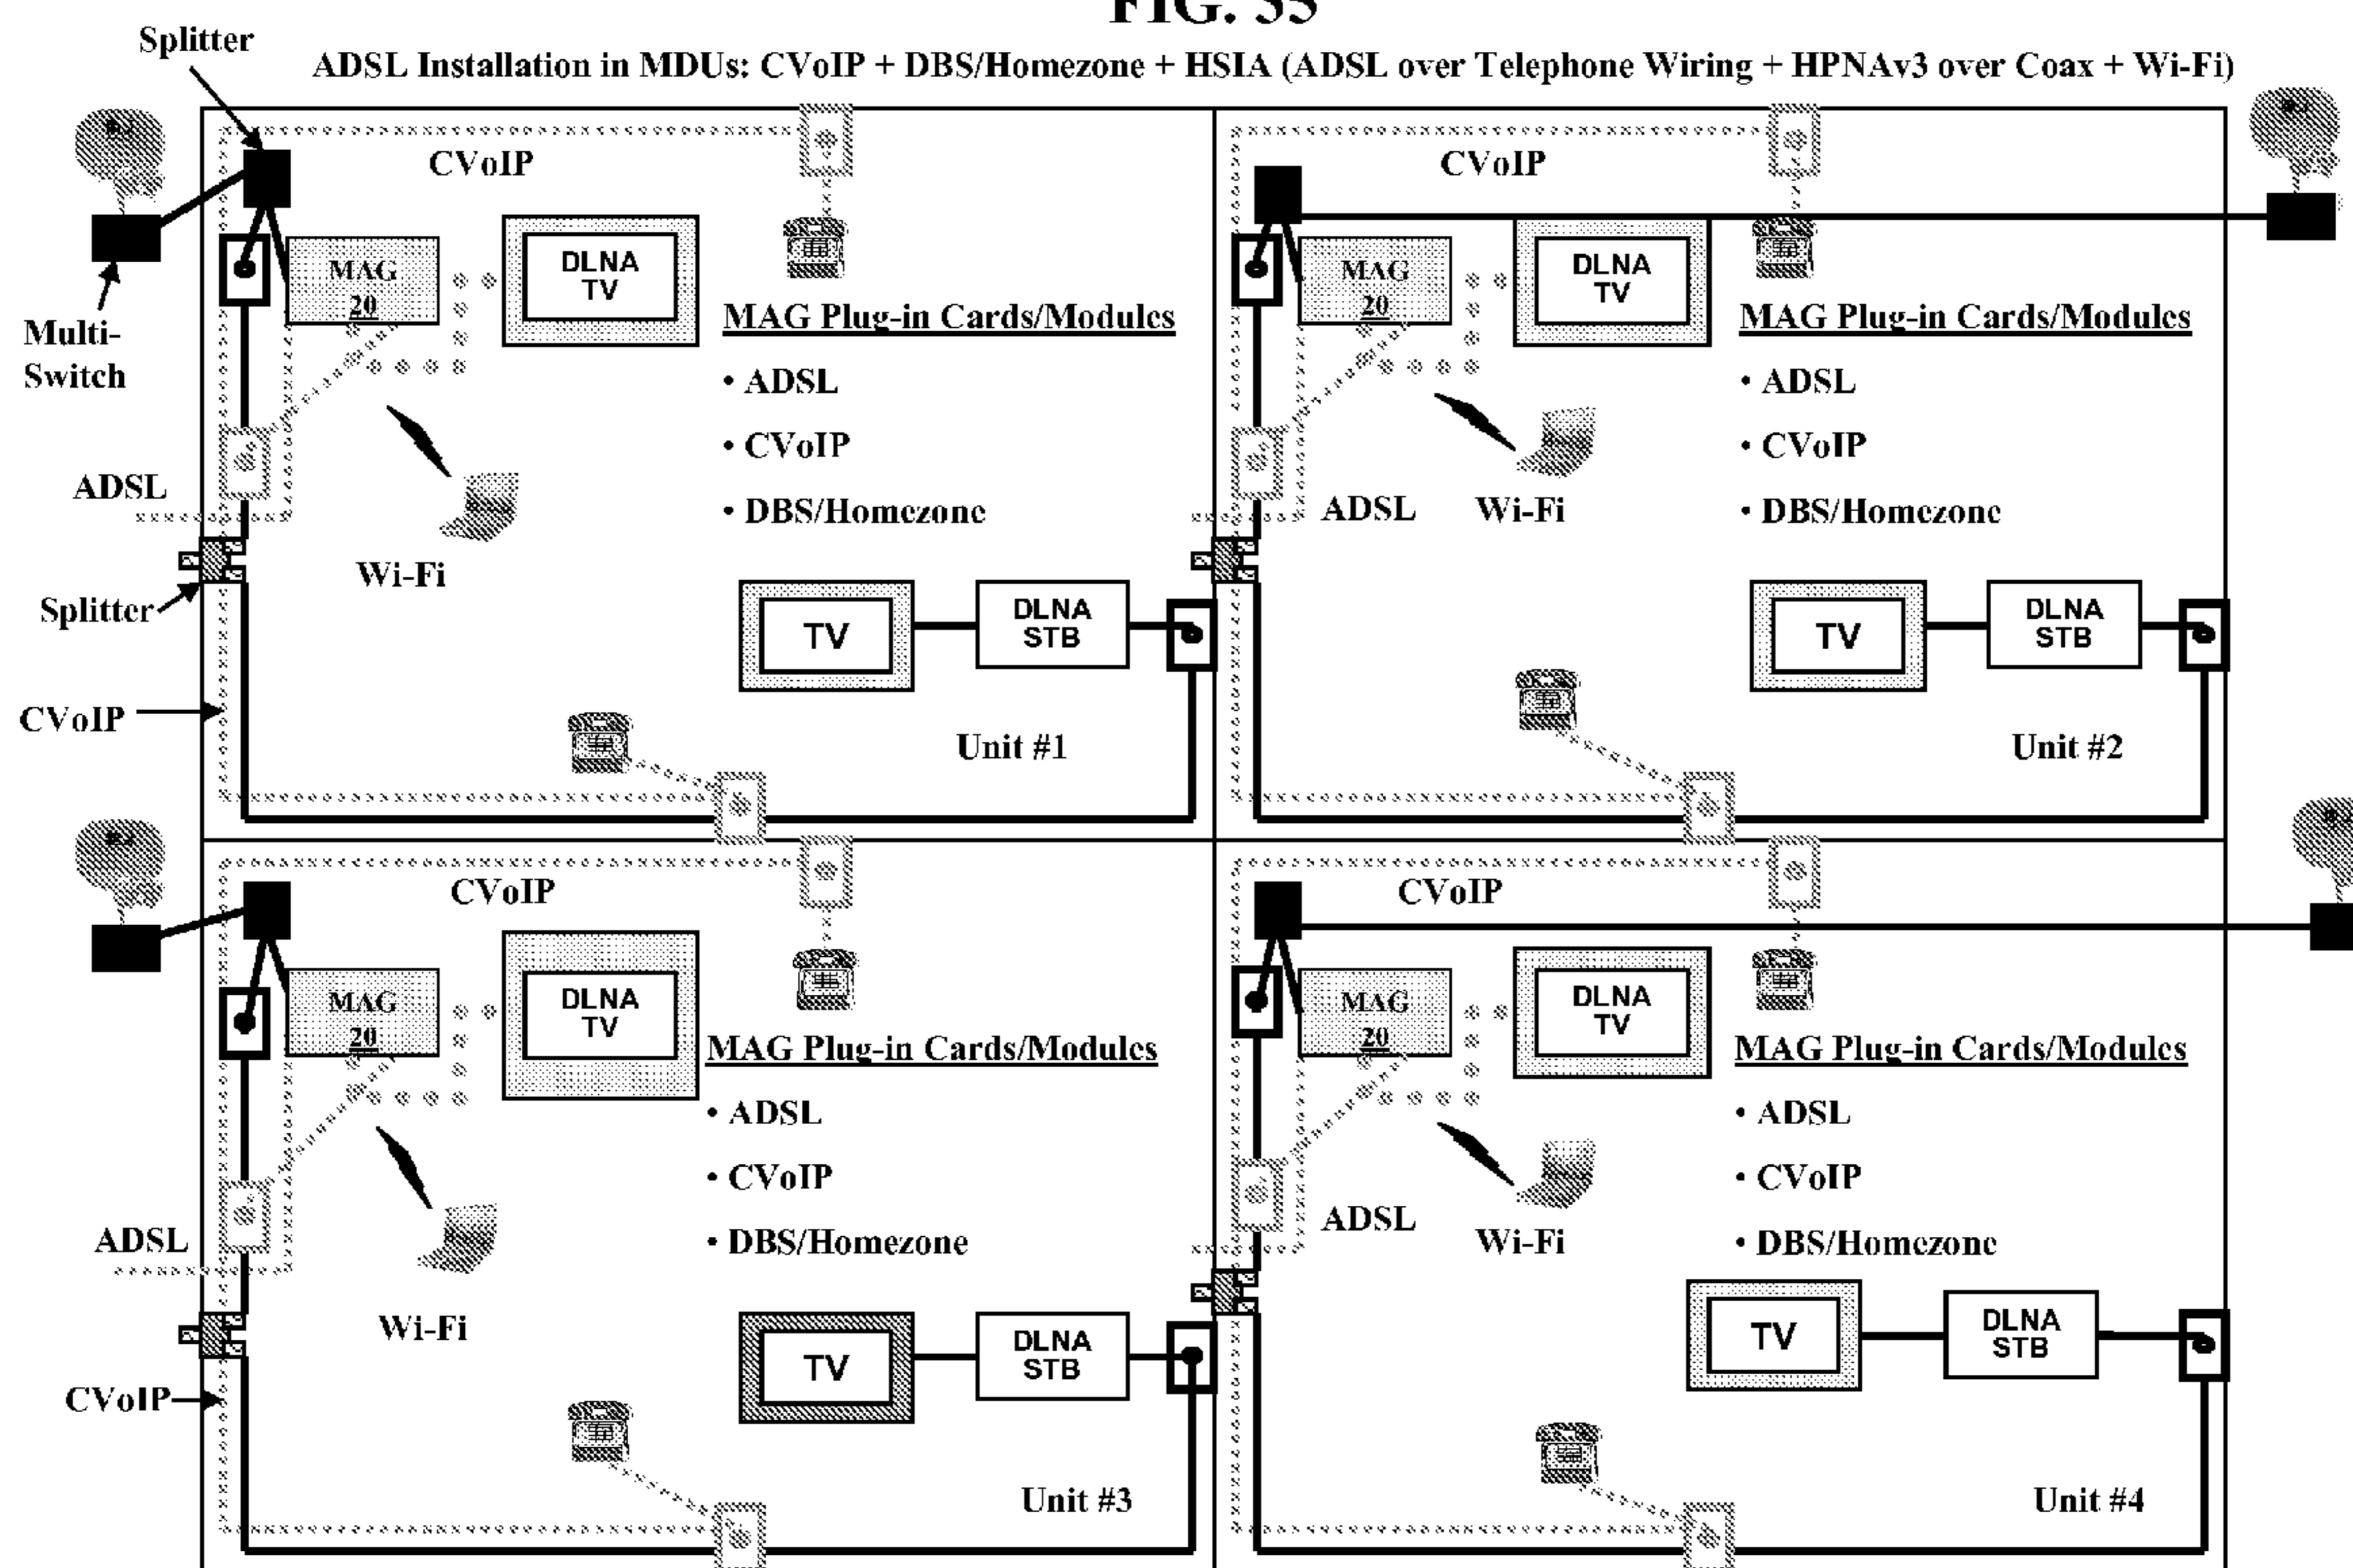 FIG. 35
Splitter
ADSL Installation in MDUs: CVoIP + DBS/Homezone + HSIA (ADSL over Telephone Wiring + HPNAv3 over Coax + Wi-Fi)
CVoIP
MAG
20
DLNA
TV
Multi-
Switch
MAG Plug-in Cards/Modules
• ADSL
• CVoIP
• DBS/Homezone
ADSL
Wi-Fi
Splitter
TV
DLNA
STB
CVoIP
Unit #1
CVoIP
MAG
20
DLNA
TV
MAG Plug-in Cards/Modules
• ADSL
• CVoIP
• DBS/Homezone
ADSL
Wi-Fi
TV
DLNA
STB
Unit #2
CVoIP
MAG
20
DLNA
TV
MAG Plug-in Cards/Modules
• ADSL
• CVoIP
• DBS/Homezone
ADSL
Wi-Fi
TV
DLNA
STB
CVoIP
Unit #3
CVoIP
MAG
20
DLNA
TV
MAG Plug-in Cards/Modules
• ADSL
• CVoIP
• DBS/Homezone
ADSL
Wi-Fi
TV
DLNA
STB
Unit #4